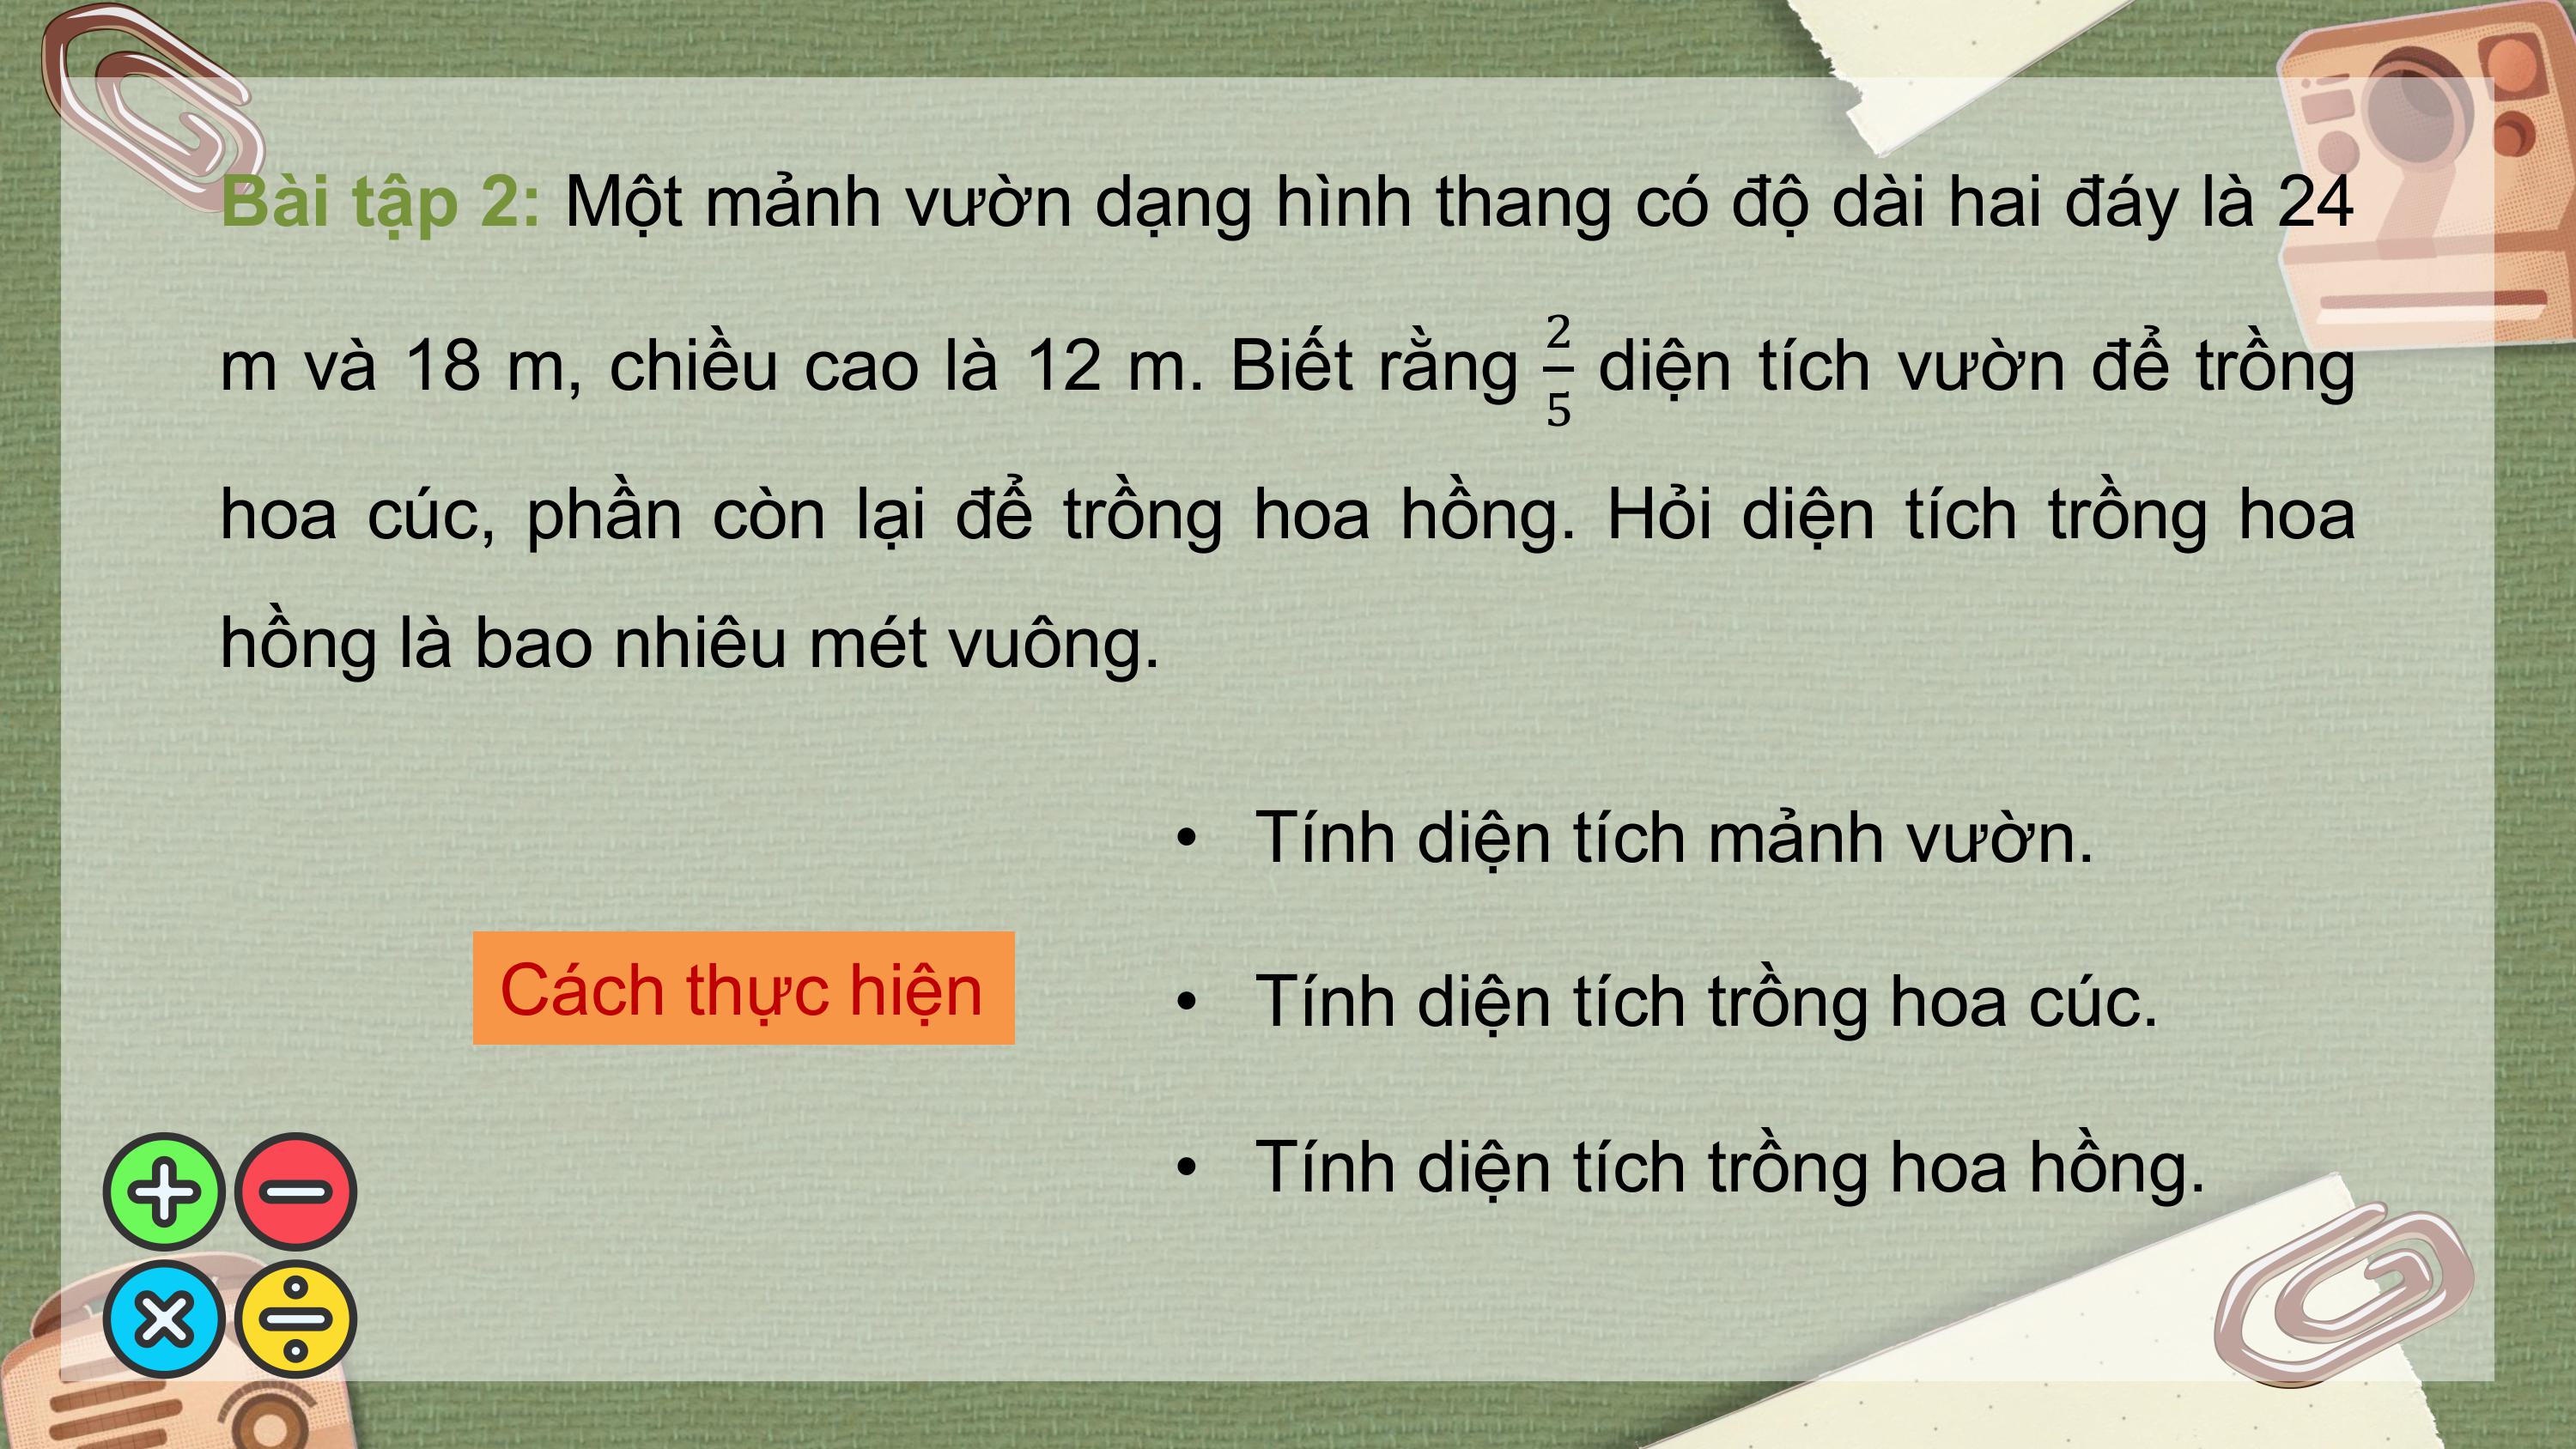 Bài tập 2: Một mảnh vườn dạng hình thang có độ dài hai đáy là 24
m và 18 m, chiều cao là 12 m. Biết rằng 2/5 diện tích vườn để trồng
hoa cúc, phần còn lại để trồng hoa hồng. Hỏi diện tích trồng hoa
hồng là bao nhiêu mét vuông.
Cách thực hiện
• Tính diện tích mảnh vườn.
• Tính diện tích trồng hoa cúc.
• Tính diện tích trồng hoa hồng.